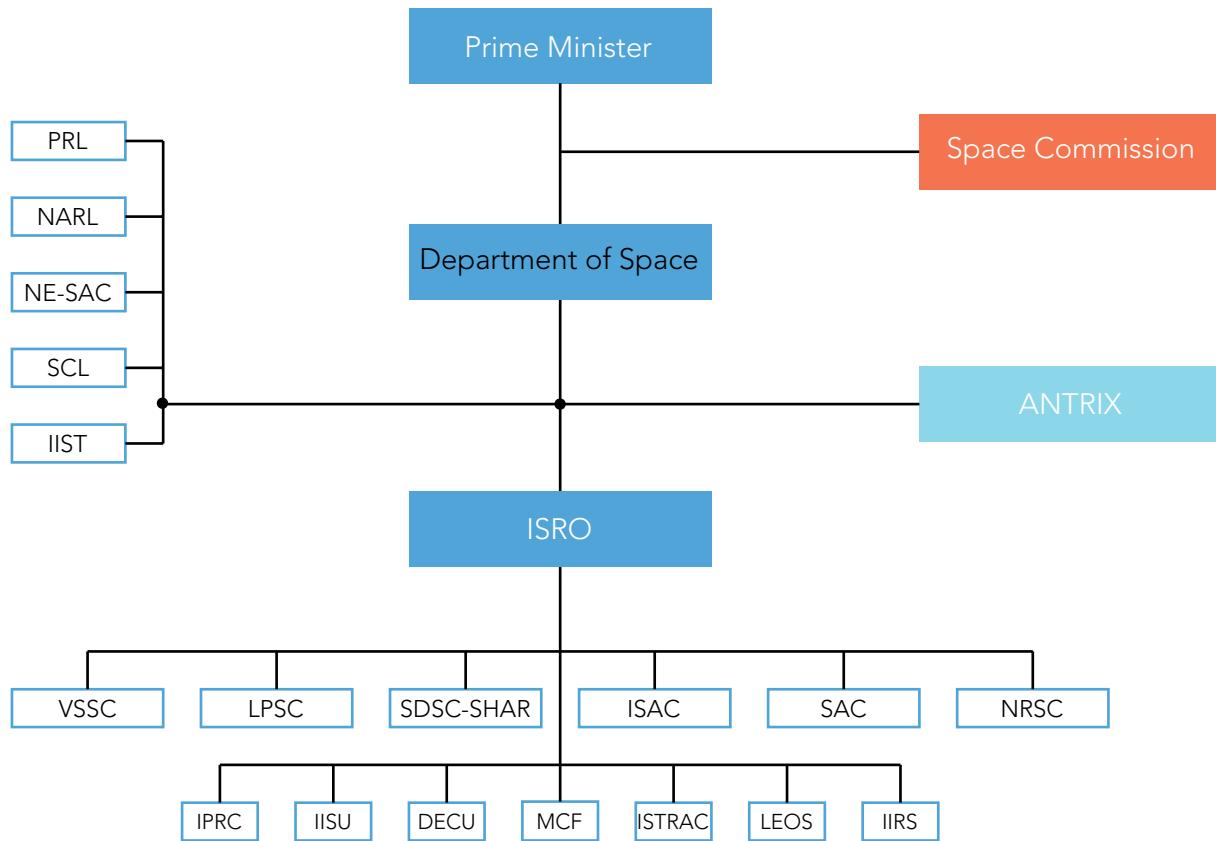 Prime Minister
PRL
Space Commission
NARL
Department of Space
NE-SAC
SCL
ANTRIX
IIST
ISRO
VSSC
LPSC
SDSC-SHAR
ISAC
SAC
NRSC
IPRC
IISU
DECU
MCF
ISTRAC
LEOS
IIRS